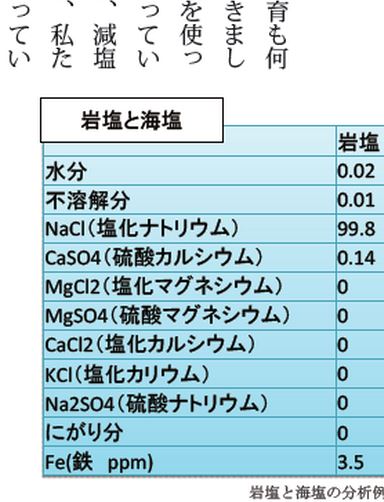 育も何
きまし
を使っ
ってい
、減塩
、私た
ってい
岩塩と海塩
岩塩
水分 0.02
不溶解分 0.01
NaCl（塩化ナトリウム） 99.8
CaSO4（硫酸カルシウム） 0.14
MgCl2（塩化マグネシウム） 0
MgSO4（硫酸マグネシウム） 0
CaCl2（塩化カルシウム） 0
KCl（塩化カリウム） 0
Na2SO4（硫酸ナトリウム） 0
にがり分 0
Fe(鉄 ppm) 3.5
岩塩と海塩の分析例